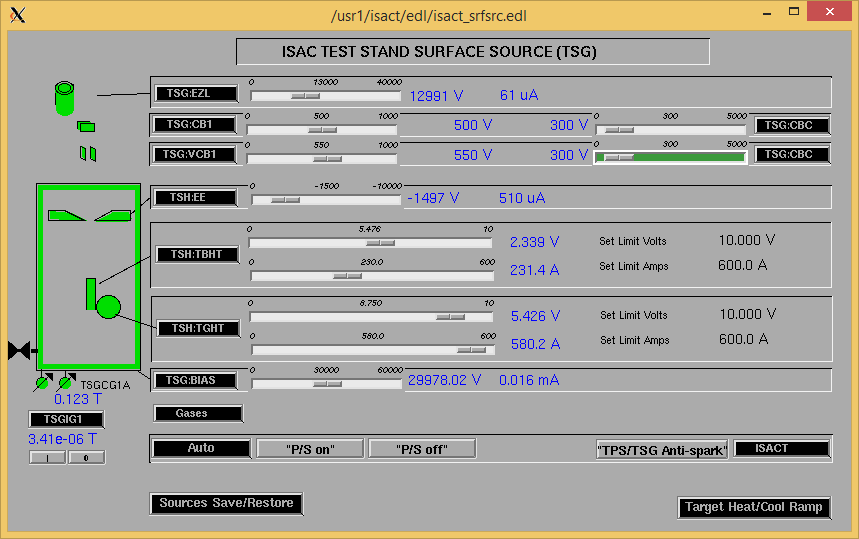 /usr1/isact/edl/isact_srfsrc.edl
ISAC TEST STAND SURFACE SOURCE (TSG)
0 13000 40000
TSG:EZL 12991 V 61 uA
0 500 1000 0 300 5000
TSG:CB1 500 V 300 V TSG:CBC
0 550 1000 0 300 5000
TSG:VCB1 550 V 300 V TSG:CBC
0 -1500 -10000
TSH:EE -1497 V 510 uA
0 5.476 10
2.339 V Set Limit Volts 10.000 V
TSH:TBHT
0 230.0 600
231.4 A Set Limit Amps 600.0 A
0 8.750 10
5.426 V Set Limit Volts 10.000 V
TSH:TGHT
0 580.0 600
580.2 A Set Limit Amps 600.0 A
0 30000 60000
TSG:BIAS 29978.02 V 0.016 mA
TSGCG1A
0.123 T
Gases
TSGIG1
3.41e-06 T
I 0
Auto "P/S on" "P/S off" "TPS/TSG Anti-spark" ISACT
Sources Save/Restore
Target Heat/Cool Ramp